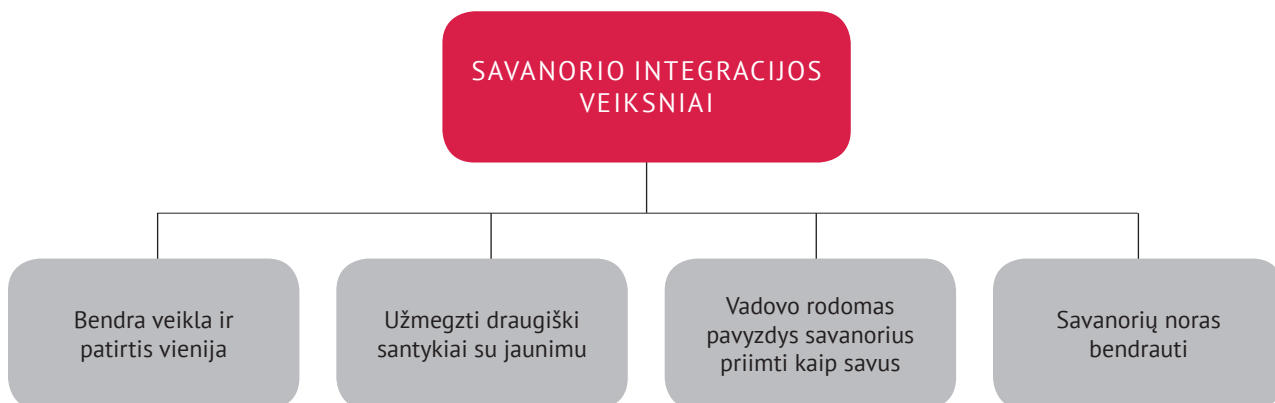 SAVANORIO INTEGRACIJOS
VEIKSNIAI
Bendra veikla ir
patirtis vienija
Užmegzti draugiški
santykiai su jaunimu
Vadovo rodomas
pavyzdys savanorius
priimti kaip savus
Savanorių noras
bendrauti